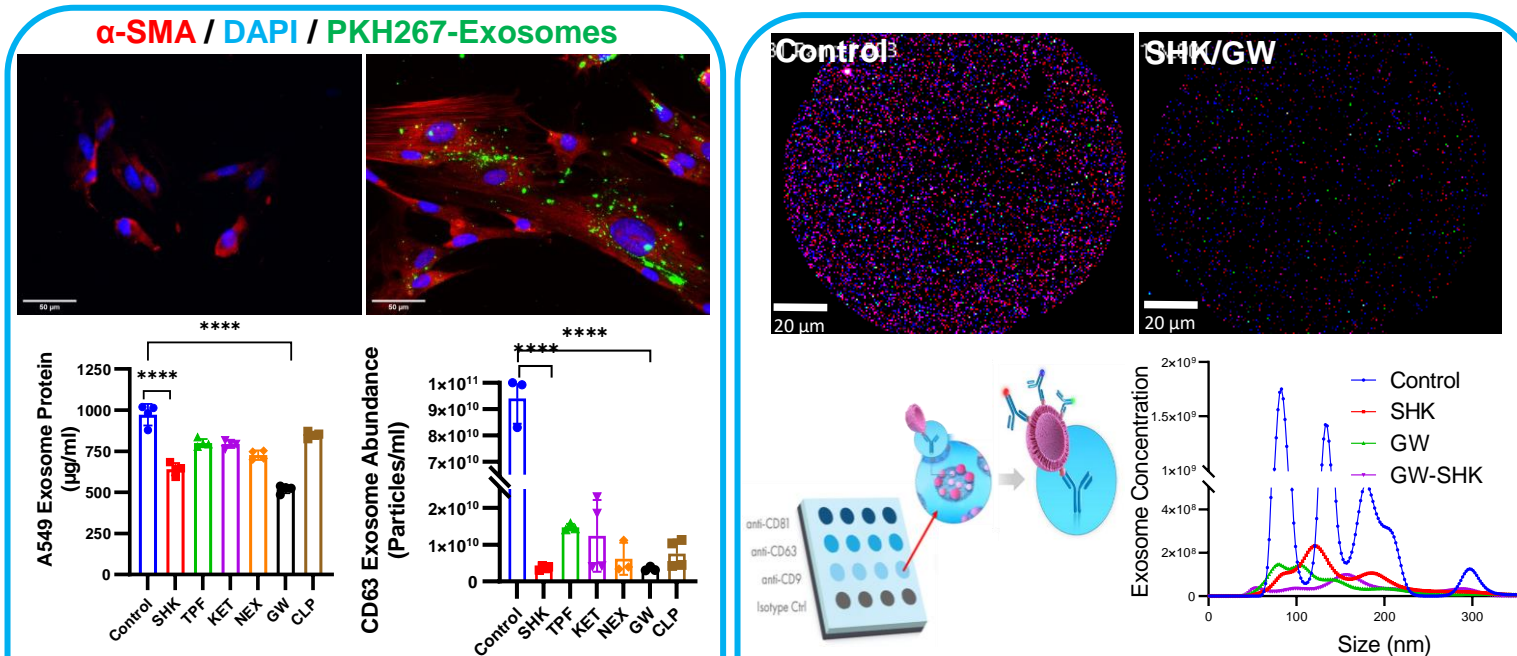 α-SMA / DAPI / PKH267-Exosomes
50 µm
50 µm
A549 Exosome Protein
(µg/ml)
1250
1000
750
500
250
0
****
****
Control
SHK
TPF
KET
NEX
GW
CLP
CD63 Exosome Abundance
(Particles/ml)
1×10¹¹
9×10¹⁰
8×10¹⁰
7×10¹⁰
2×10¹⁰
1×10¹⁰
0
****
****
Control
SHK
TPF
KET
NEX
GW
CLP
Control
20 µm
SHK/GW
20 µm
anti-CD81
anti-CD63
anti-CD9
Isotype Ctrl
Exosome Concentration
2×10⁹
1.5×10⁹
1×10⁹
4×10⁸
2×10⁸
0
Control
SHK
GW
GW-SHK
0
100
200
300
Size (nm)